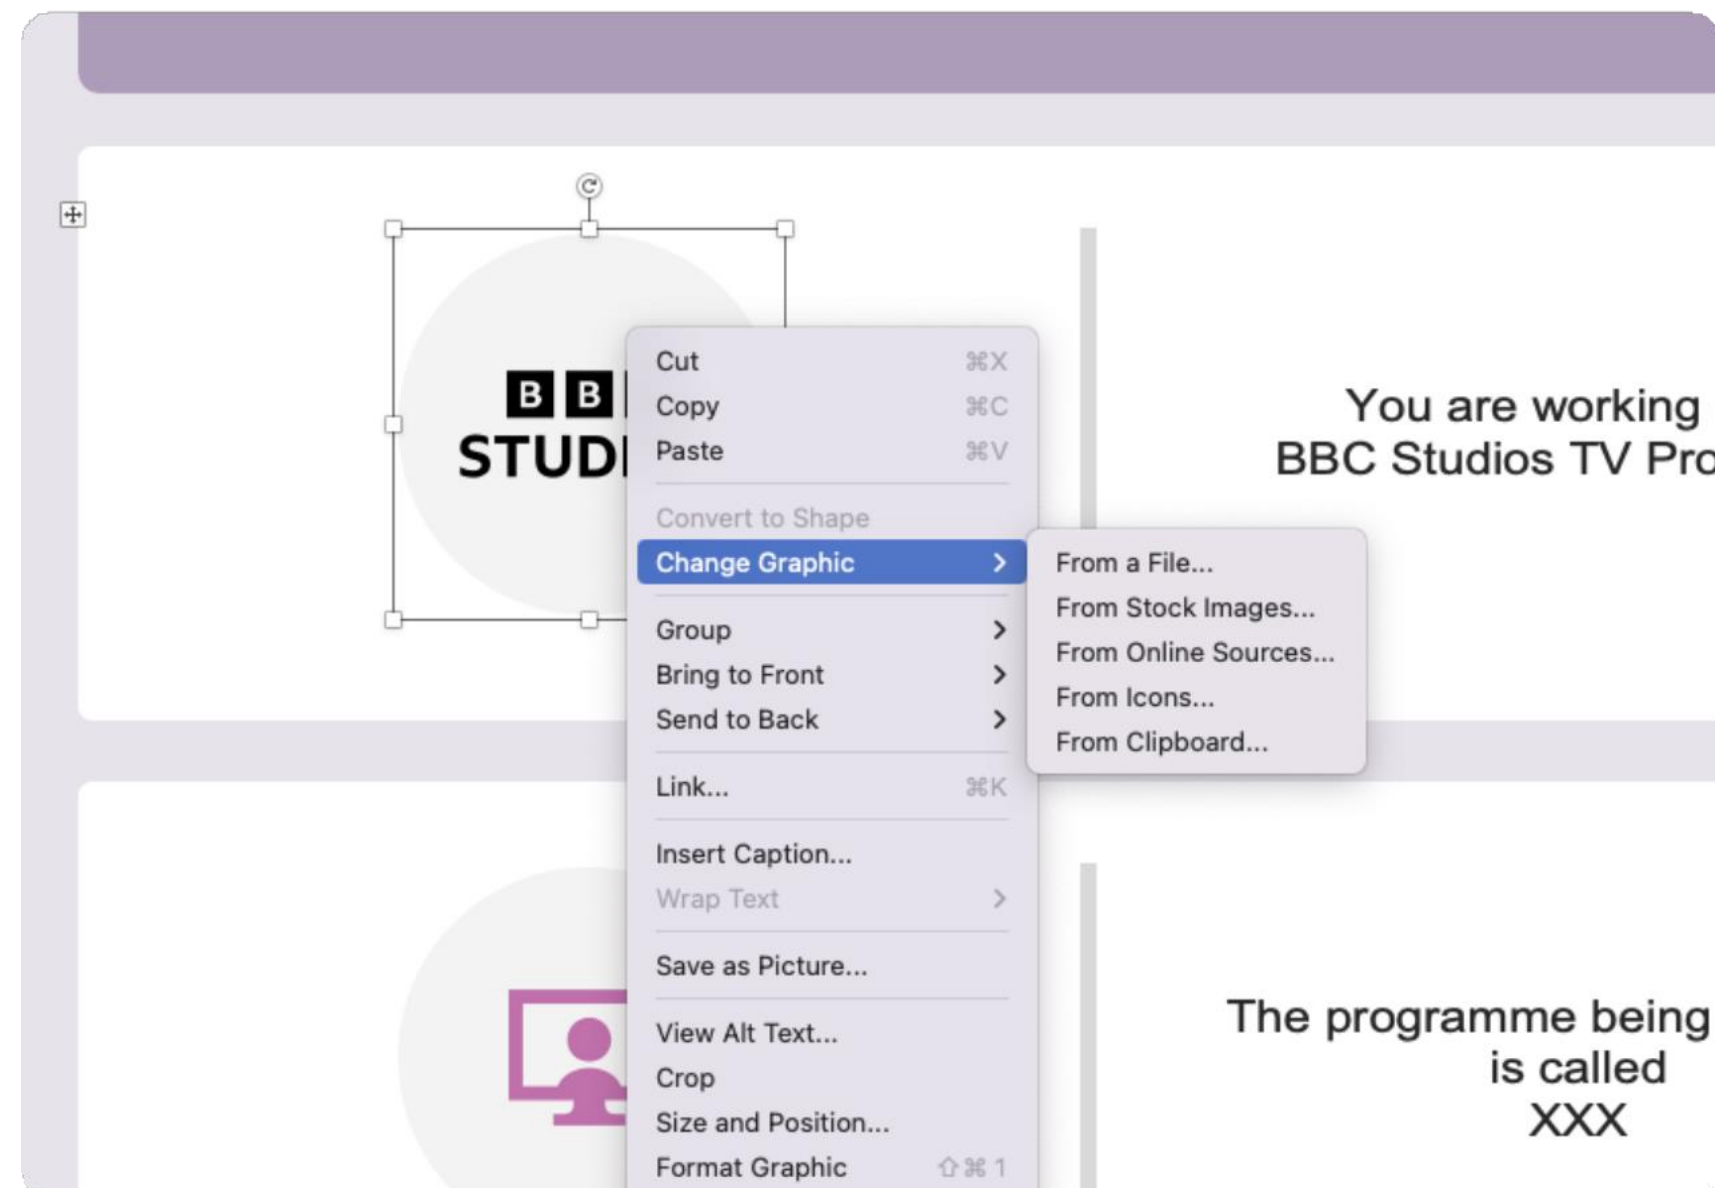 B B
STUDI
You are working
BBC Studios TV Pro
Cut ⌘X
Copy ⌘C
Paste ⌘V
Convert to Shape
Change Graphic
From a File...
From Stock Images...
From Online Sources...
From Icons...
From Clipboard...
Group
Bring to Front
Send to Back
Link... ⌘K
Insert Caption...
Wrap Text
Save as Picture...
View Alt Text...
Crop
Size and Position...
Format Graphic ⇧⌘1
The programme being
is called
XXX